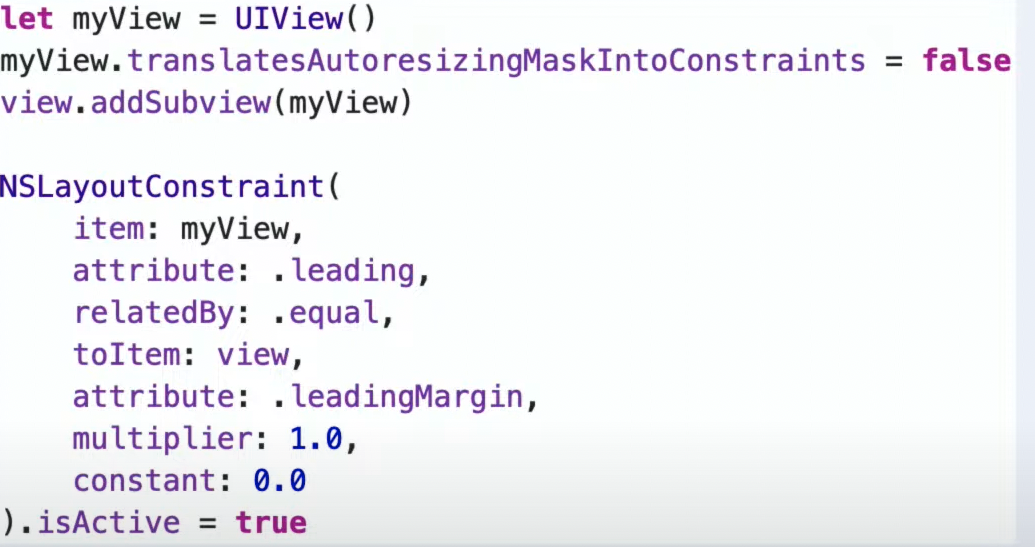 let myView = UIView()
myView.translatesAutoresizingMaskIntoConstraints = false
view.addSubview(myView)

NSLayoutConstraint(
    item: myView,
    attribute: .leading,
    relatedBy: .equal,
    toItem: view,
    attribute: .leadingMargin,
    multiplier: 1.0,
    constant: 0.0
).isActive = true